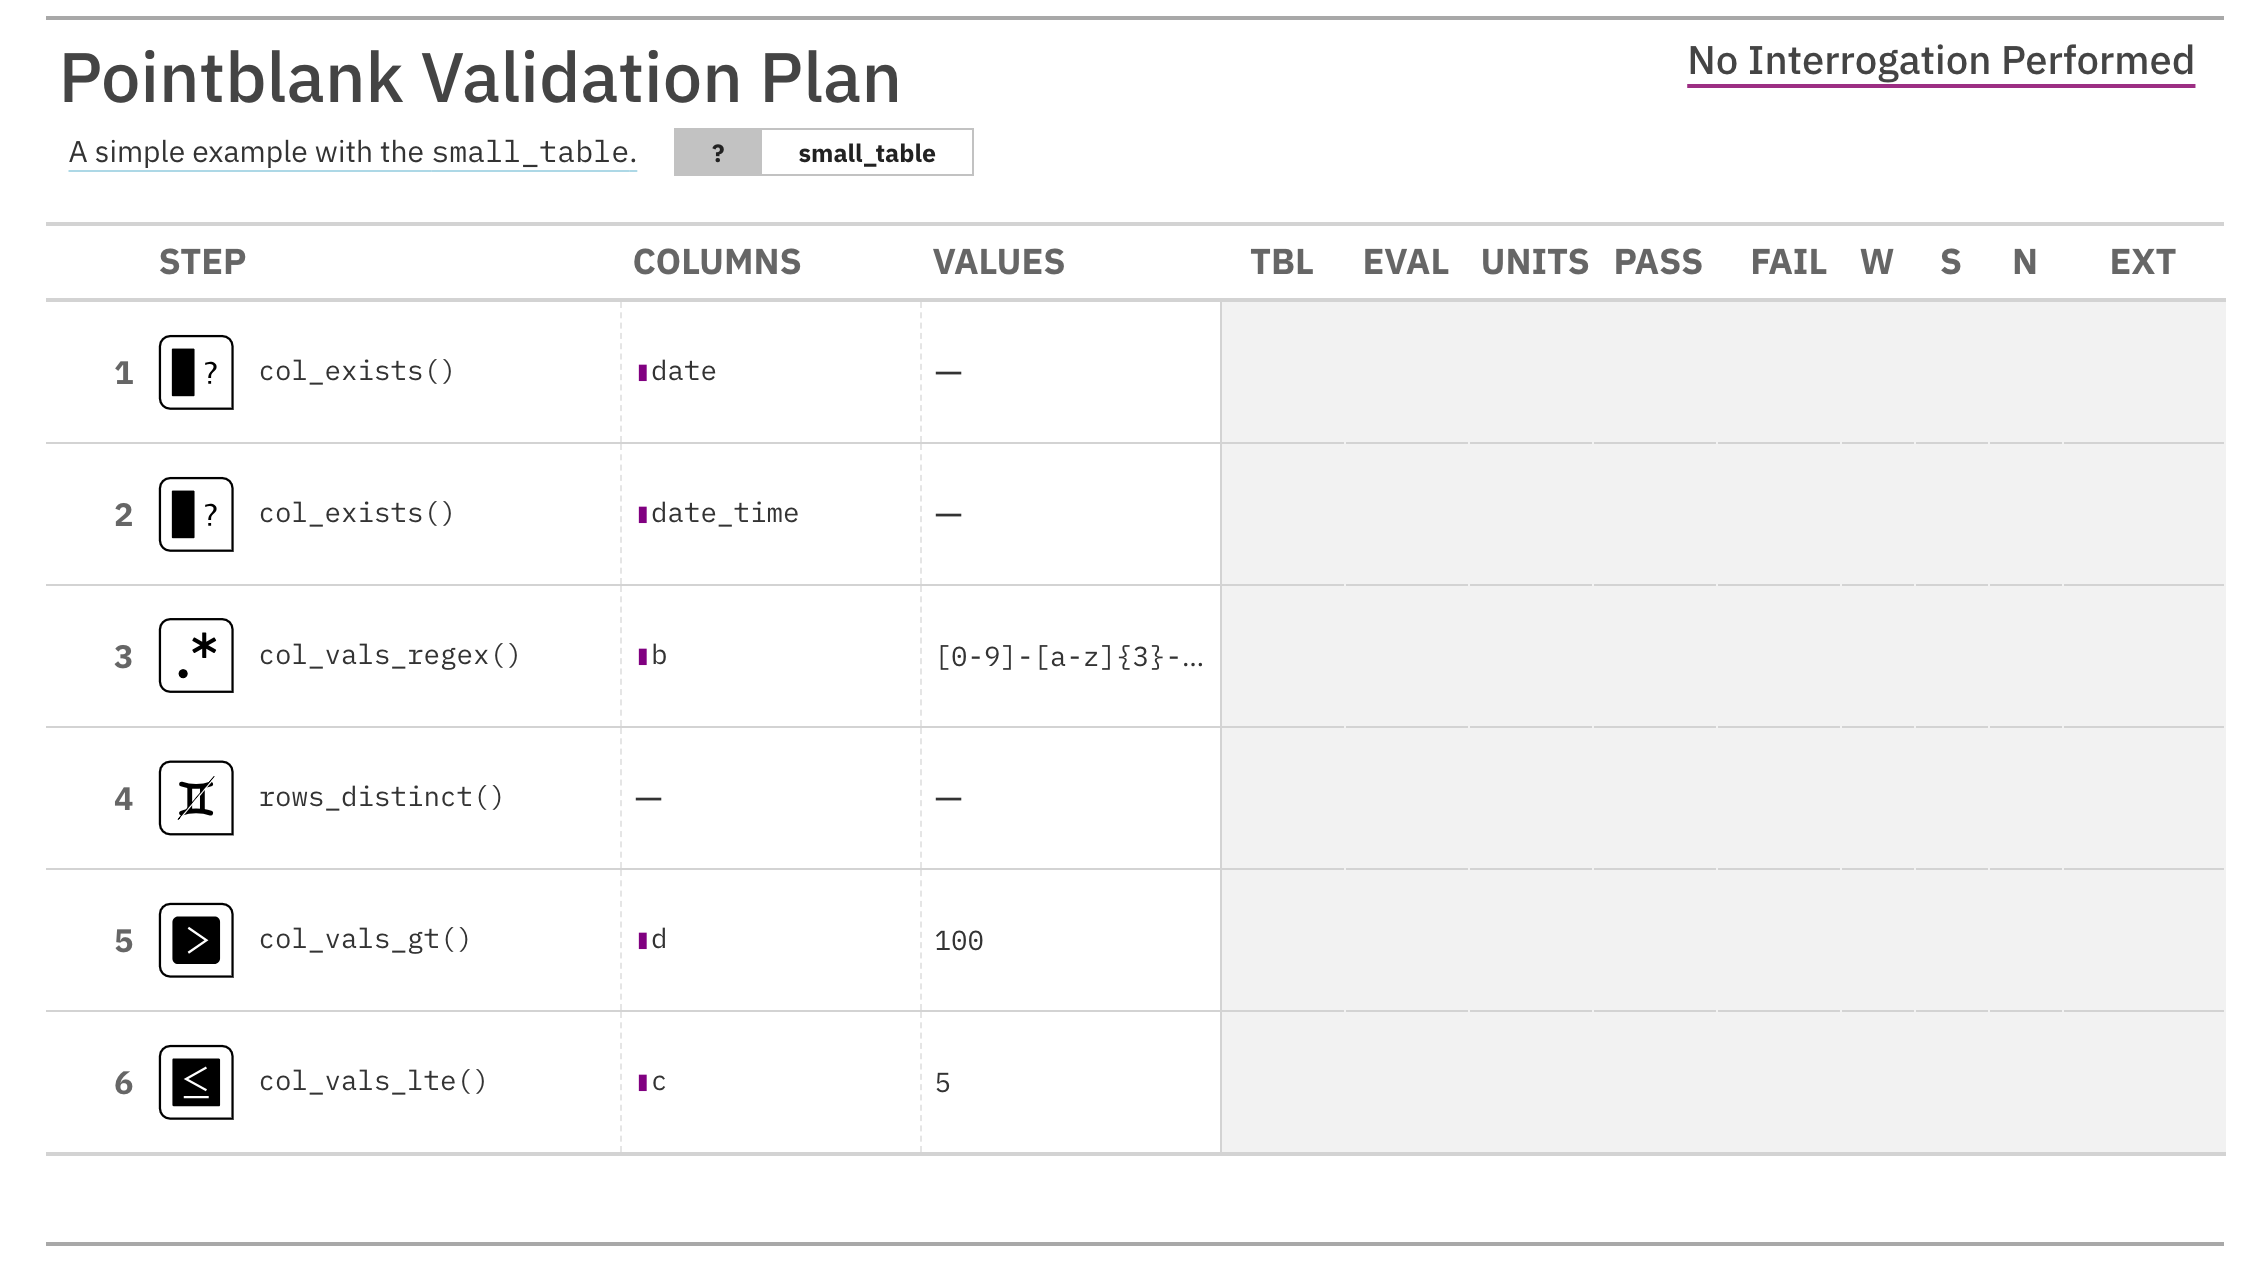 Pointblank Validation Plan
No Interrogation Performed
A simple example with the small_table.
? small_table
STEP COLUMNS VALUES TBL EVAL UNITS PASS FAIL W S N EXT
1 ? col_exists() date —
2 ? col_exists() date_time —
3 .* col_vals_regex() b [0-9]-[a-z]{3}-…
4 rows_distinct() — —
5 > col_vals_gt() d 100
6 ≤ col_vals_lte() c 5